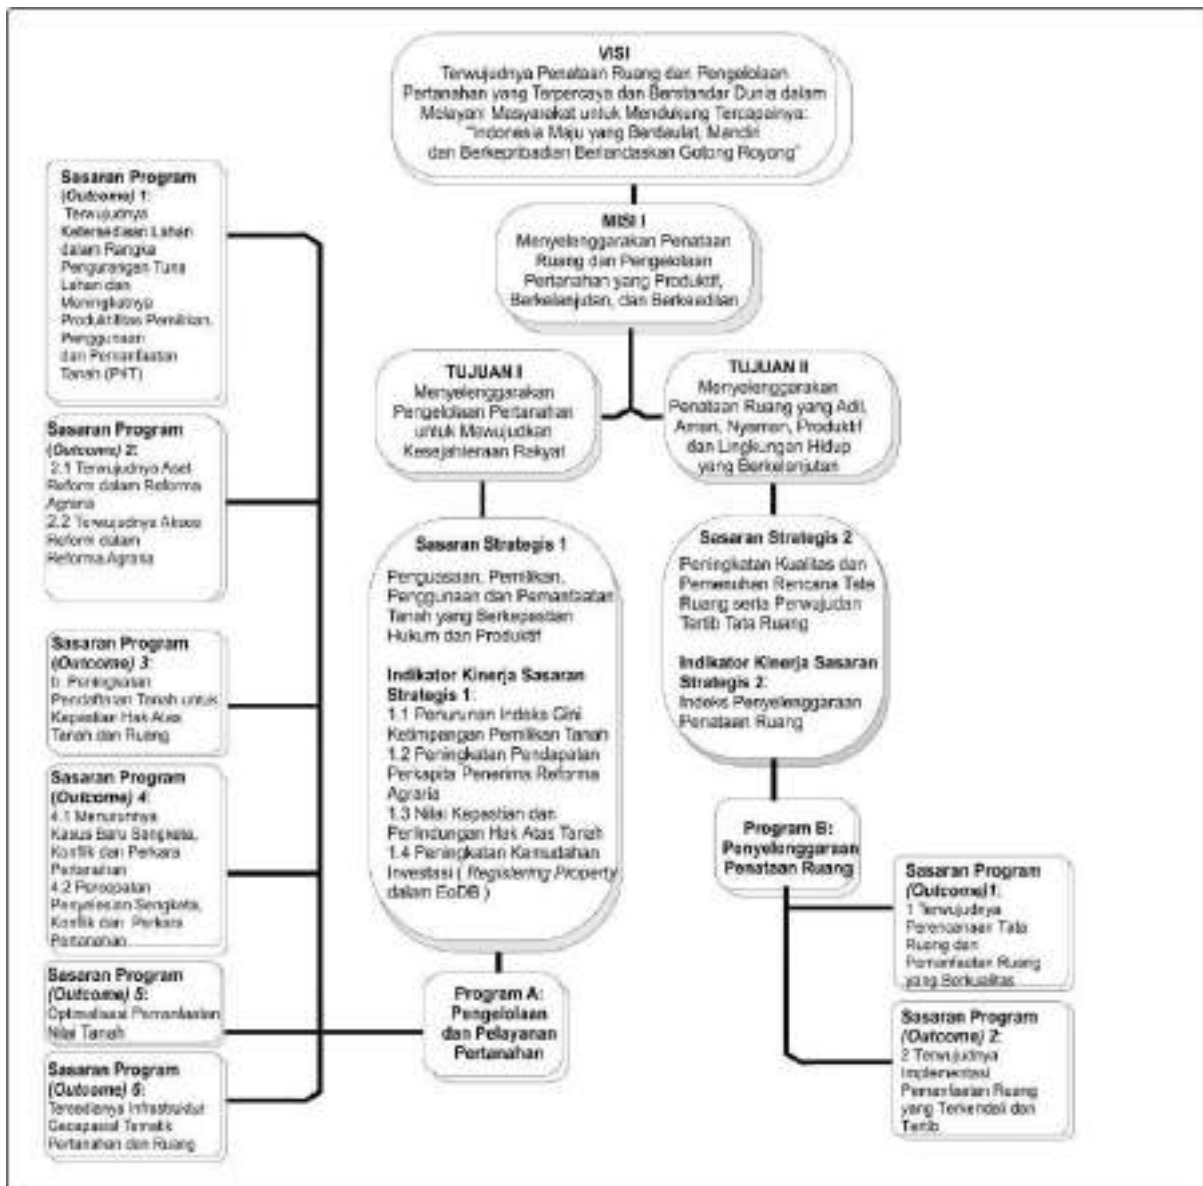 VISI
Terwujudnya Penataan Ruang dan Pengelolaan
Pertanahan yang Terpercaya dan Berstandar Dunia dalam
Melayani Masyarakat untuk Mendukung Tercapainya:
"Indonesia Maju yang Berdaulat, Mandiri
dan Berkepribadian Berlandaskan Gotong Royong"
MISI I
Menyelenggarakan Penataan
Ruang dan Pengelolaan
Pertanahan yang Produktif,
Berkelanjutan, dan Berkeadilan
TUJUAN I
Menyelenggarakan
Pengelolaan Pertanahan
untuk Mewujudkan
Kesejahteraan Rakyat
TUJUAN II
Menyelenggarakan
Penataan Ruang yang Adil,
Aman, Nyaman, Produktif
dan Lingkungan Hidup
yang Berkelanjutan
Sasaran Strategis 1
Penguasaan, Pemilikan,
Penggunaan dan Pemanfaatan
Tanah yang Berkepastian
Hukum dan Produktif
Indikator Kinerja Sasaran
Strategis 1:
1.1 Penurunan Indeks Gini
Ketimpangan Pemilikan Tanah
1.2 Peningkatan Pendapatan
Perkapita Penerima Reforma
Agraria
1.3 Nilai Kepastian dan
Perlindungan Hak Atas Tanah
1.4 Peningkatan Kemudahan
Investasi ( Registering Property
dalam EoDB )
Program A:
Pengelolaan
dan Pelayanan
Pertanahan
Sasaran Program
(Outcome) 1:
Terwujudnya
Ketersediaan Lahan
dalam Rangka
Pengurangan Tuna
Lahan dan
Meningkatnya
Produktifitas Pemilikan,
Penggunaan
dan Pemanfaatan
Tanah (P4T)
Sasaran Program
(Outcome) 2:
2.1 Terwujudnya Aset
Reform dalam Reforma
Agraria
2.2 Terwujudnya Akses
Reform dalam
Reforma Agraria
Sasaran Program
(Outcome) 3:
b. Peningkatan
Pendaftaran Tanah untuk
Kepastian Hak Atas
Tanah dan Ruang
Sasaran Program
(Outcome) 4:
4.1 Menurunnya
Kasus Baru Sengketa,
Konflik dan Perkara
Pertanahan
4.2 Percepatan
Penyelesian Sengketa,
Konflik dan Perkara
Pertanahan
Sasaran Program
(Outcome) 5:
Optimalisasi Pemanfaatan
Nilai Tanah
Sasaran Program
(Outcome) 6:
Tersedianya Infrastruktur
Geospasial Tematik
Pertanahan dan Ruang
Sasaran Strategis 2
Peningkatan Kualitas dan
Pemenuhan Rencana Tata
Ruang serta Perwujudan
Tertib Tata Ruang
Indikator Kinerja Sasaran
Strategis 2:
Indeks Penyelenggaraan
Penataan Ruang
Program B:
Penyelenggaraan
Penataan Ruang
Sasaran Program
(Outcome)1:
1 Terwujudnya
Perencanaan Tata
Ruang dan
Pemanfaatan Ruang
yang Berkualitas
Sasaran Program
(Outcome) 2:
2 Terwujudnya
Implementasi
Pemanfaatan Ruang
yang Terkendali dan
Tertib